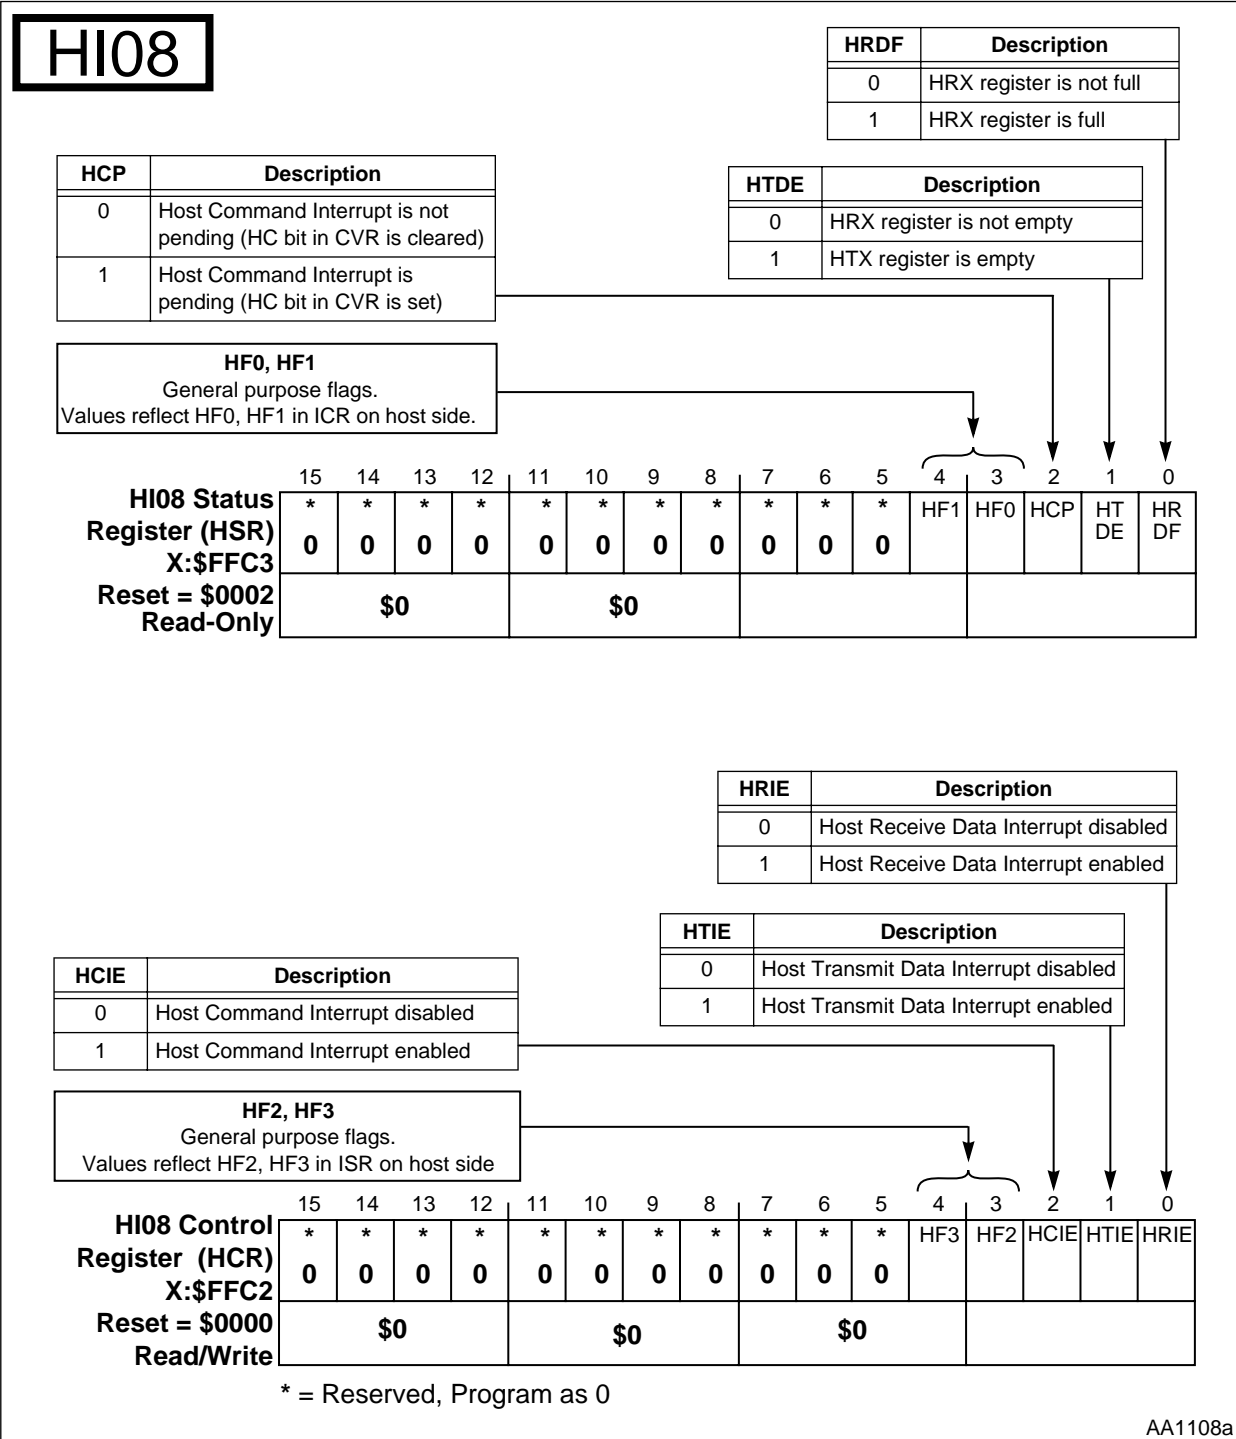 HI08
HRDF Description
0 HRX register is not full
1 HRX register is full
HCP Description
0 Host Command Interrupt is not
pending (HC bit in CVR is cleared)
1 Host Command Interrupt is
pending (HC bit in CVR is set)
HTDE Description
0 HRX register is not empty
1 HTX register is empty
HF0, HF1
General purpose flags.
Values reflect HF0, HF1 in ICR on host side.
15 14 13 12 11 10 9 8 7 6 5 4 3 2 1 0
HI08 Status
Register (HSR)
X:$FFC3
Reset = $0002
Read-Only
* * * * * * * * * * * HF1 HF0 HCP HT HR
DE DF
0 0 0 0 0 0 0 0 0 0 0
$0 $0
HRIE Description
0 Host Receive Data Interrupt disabled
1 Host Receive Data Interrupt enabled
HTIE Description
0 Host Transmit Data Interrupt disabled
1 Host Transmit Data Interrupt enabled
HCIE Description
0 Host Command Interrupt disabled
1 Host Command Interrupt enabled
HF2, HF3
General purpose flags.
Values reflect HF2, HF3 in ISR on host side
15 14 13 12 11 10 9 8 7 6 5 4 3 2 1 0
HI08 Control
Register (HCR)
X:$FFC2
Reset = $0000
Read/Write
* * * * * * * * * * * HF3 HF2 HCIE HTIE HRIE
0 0 0 0 0 0 0 0 0 0 0
$0 $0 $0
* = Reserved, Program as 0
AA1108a